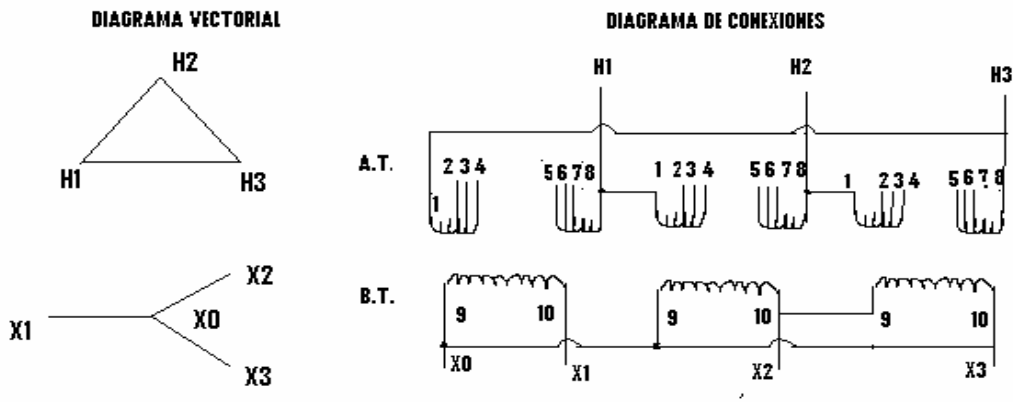 DIAGRAMA VECTORIAL
H2
H1
H3
X2
X1
X0
X3
DIAGRAMA DE CONEXIONES
H1
H2
H3
A.T.
1
2 3 4
5 6 7 8
1 2 3 4
5 6 7 8
1
2 3 4
5 6 7 8
B.T.
9 10
9 10
9 10
X0
X1
X2
X3